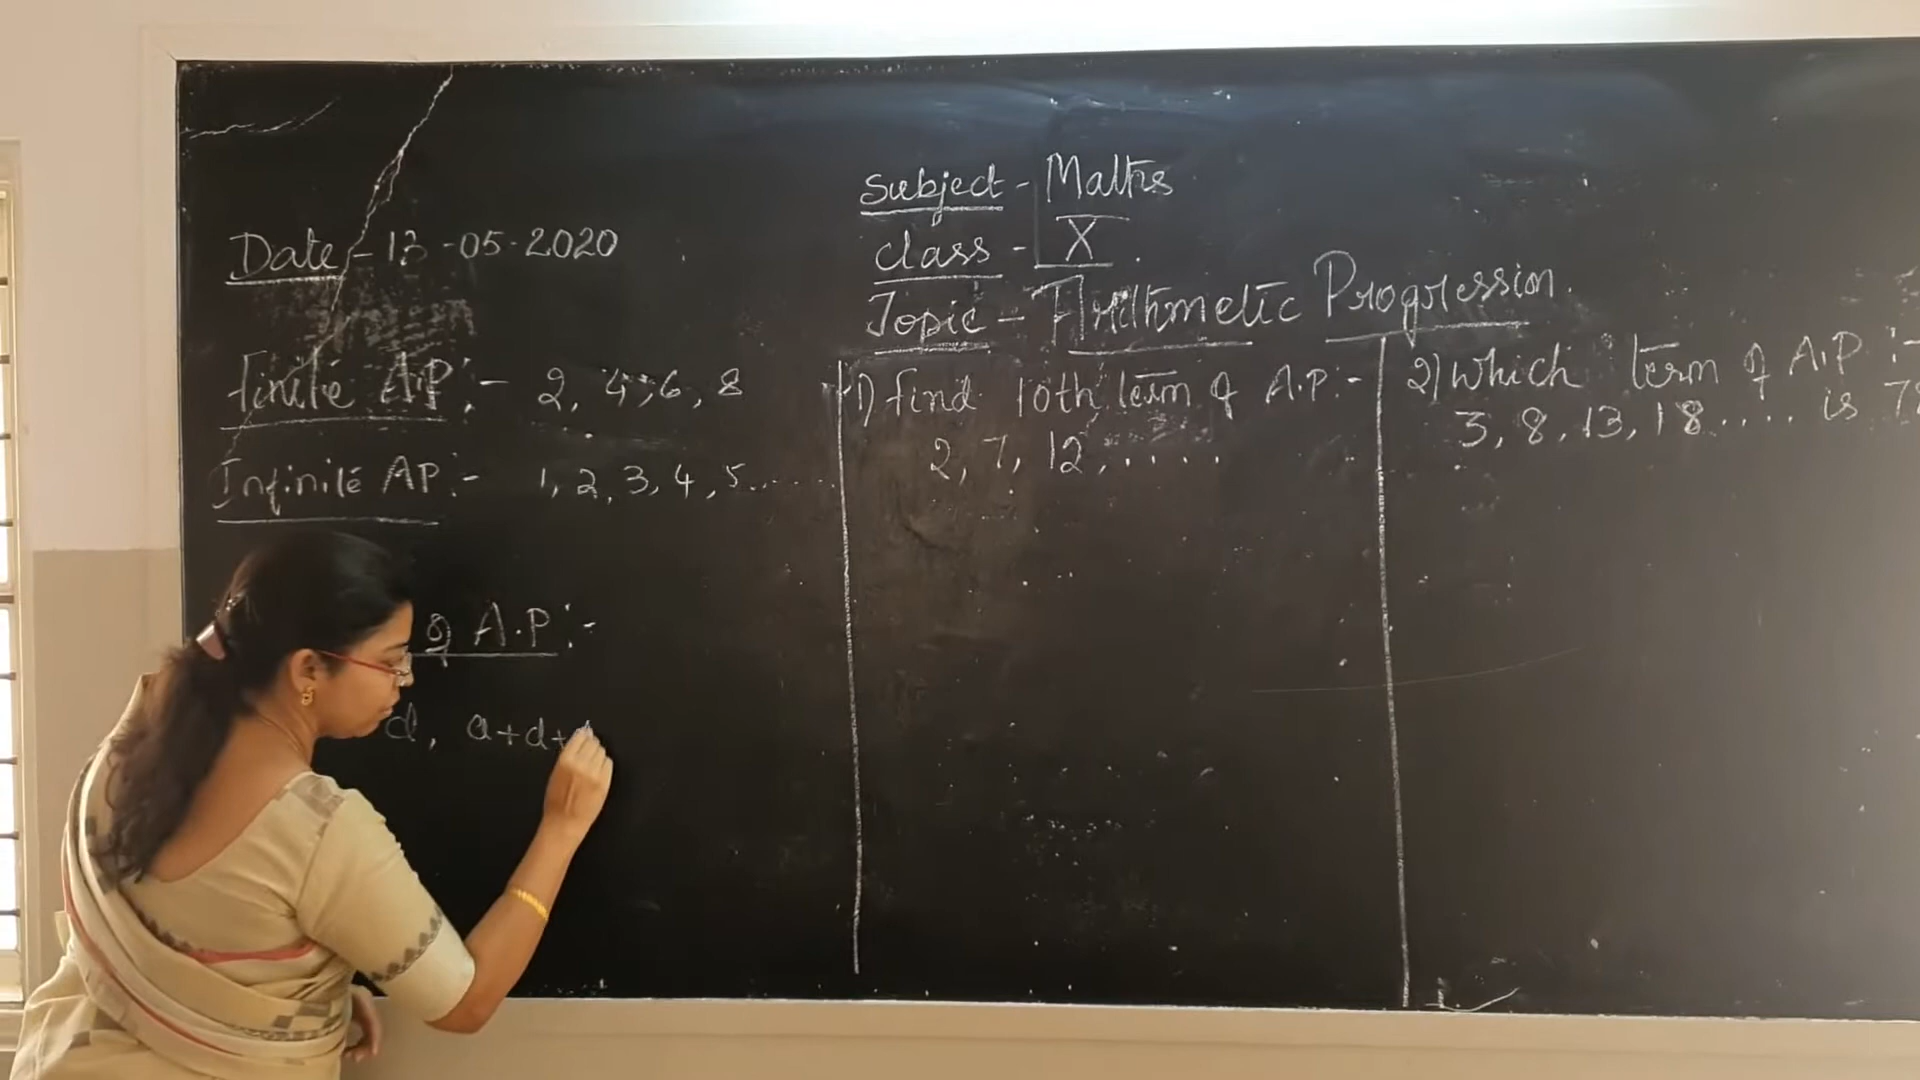 Subject - Maths
Class - X
Topic - Arithmetic Progression.
Date - 13-05-2020
finite A.P:- 2, 4, 6, 8
Infinite AP:- 1, 2, 3, 4, 5......
of A.P:-
d, a+d+
1) find 10th term of A.P:-
2, 7, 12, ....
2) Which term of A.P :-
3, 8, 13, 18.... is